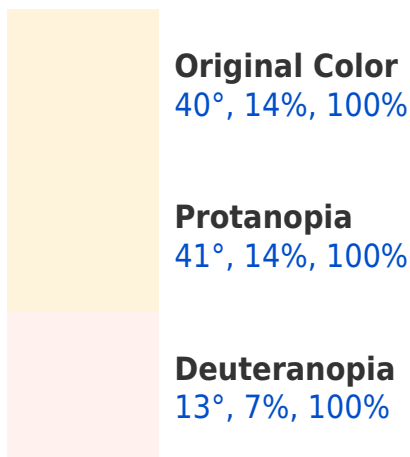 Original Color
40°, 14%, 100%
Protanopia
41°, 14%, 100%
Deuteranopia
13°, 7%, 100%